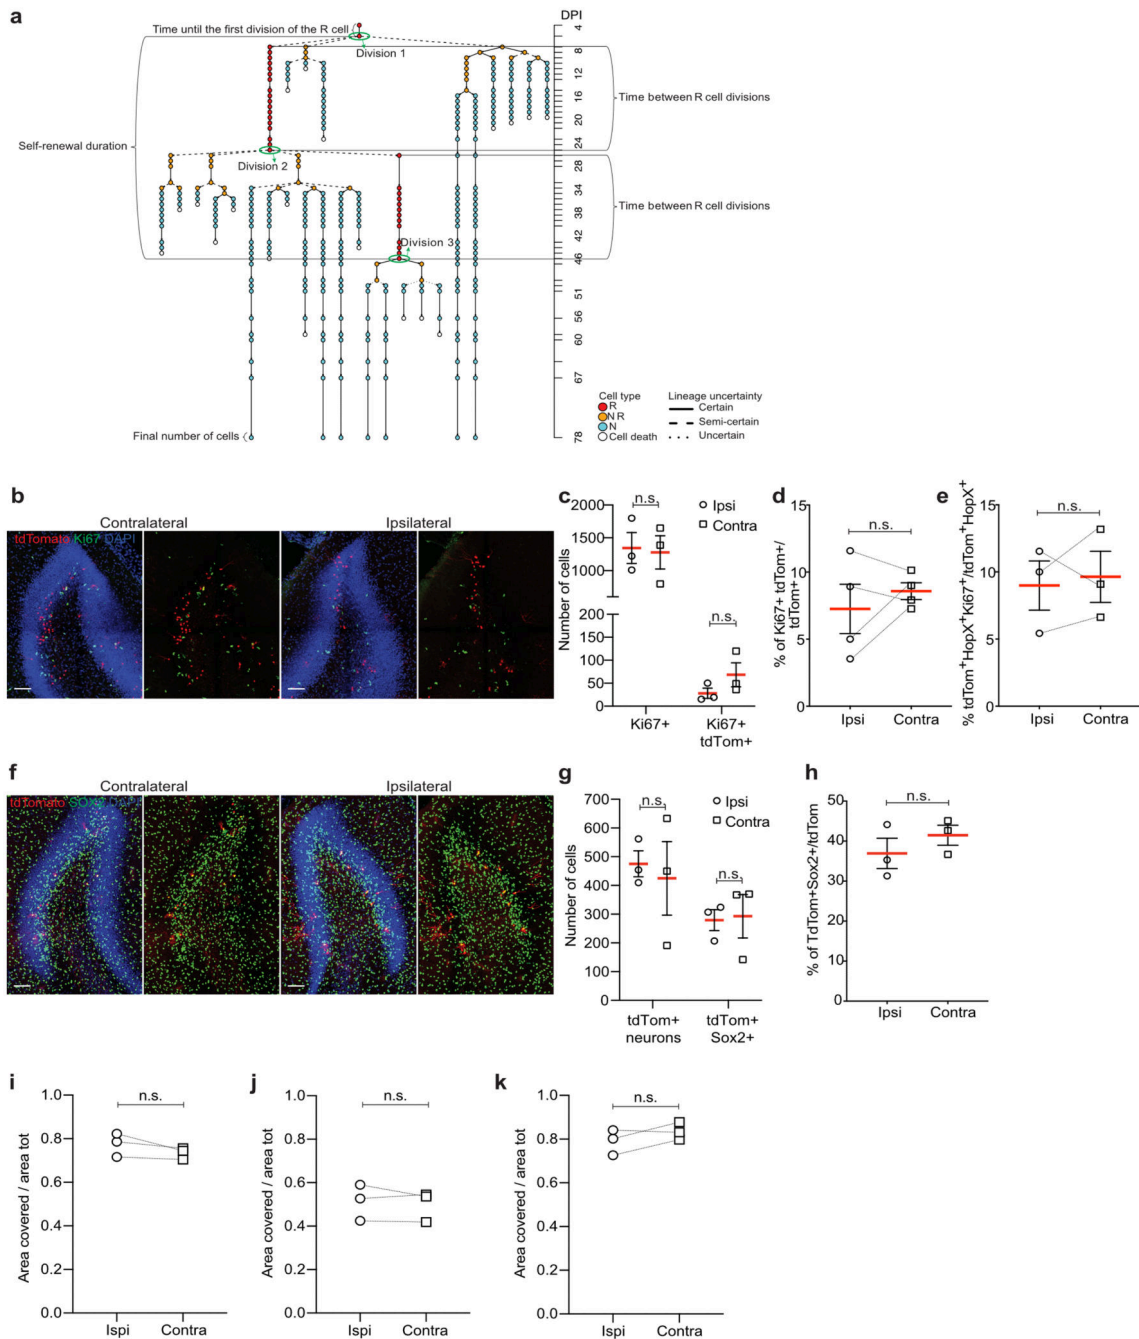 a
DPI
Time until the first division of the R cell
4
Division 1
8
12
16
Time between R cell divisions
20
24
Self-renewal duration
Division 2
28
34
Time between R cell divisions
38
42
Division 3
46
51
56
60
67
Cell type
Lineage uncertainty
R
Certain
N R
Semi-certain
N
Uncertain
Cell death
Final number of cells
78
b
Contralateral
Ipsilateral
tdTomato Ki67 DAPI
c
Number of cells
2000
1500
1000
200
150
100
50
0
n.s.
n.s.
Ipsi
Contra
Ki67+
Ki67+
tdTom+
d
% of Ki67+ tdTom+/
tdTom+
15
10
5
0
n.s.
Ipsi
Contra
e
% tdTom+HopX+Ki67+/tdTom+HopX+
15
10
5
0
n.s.
Ipsi
Contra
f
Contralateral
Ipsilateral
tdTomato SOX2 DAPI
g
Number of cells
700
600
500
400
300
200
100
0
n.s.
n.s.
Ipsi
Contra
tdTom+
neurons
tdTom+
Sox2+
h
% of TdTom+Sox2+/tdTom
50
40
30
20
10
0
n.s.
Ipsi
Contra
i
Area covered / area tot
1.0
0.8
0.6
0.4
0.2
0.0
n.s.
Ispi
Contra
j
Area covered / area tot
1.0
0.8
0.6
0.4
0.2
0.0
n.s.
Ispi
Contra
k
Area covered / area tot
1.0
0.8
0.6
0.4
0.2
0.0
n.s.
Ispi
Contra